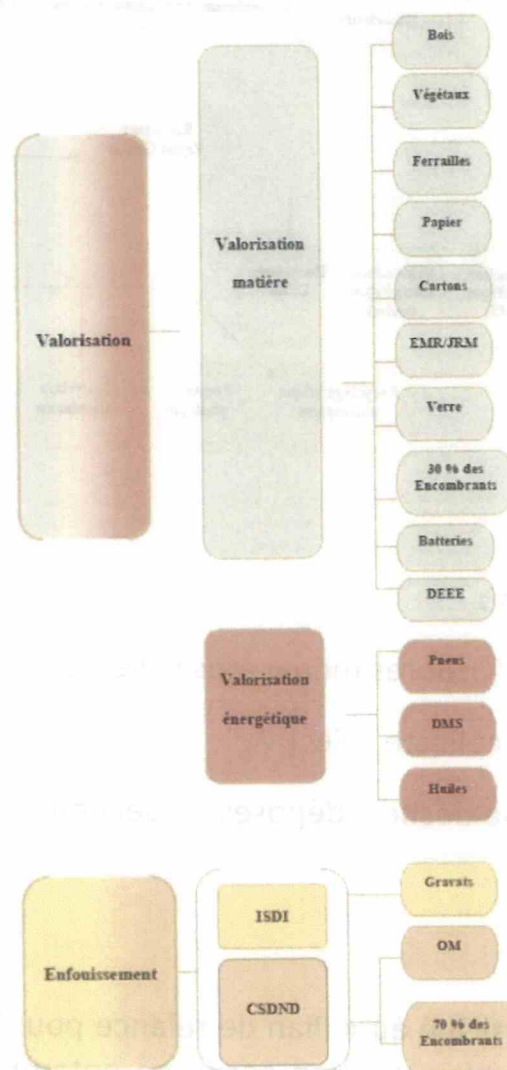 Bois
Végétaux
Ferrailles
Papier
Cartons
EMR/JRM
Verre
30 % des
Encombrants
Batteries
DEEE
Valorisation
matière
Valorisation
Pneus
DMS
Huiles
Valorisation
énergétique
Gravats
OM
70 % des
Encombrants
ISDI
CSDND
Enfouissement